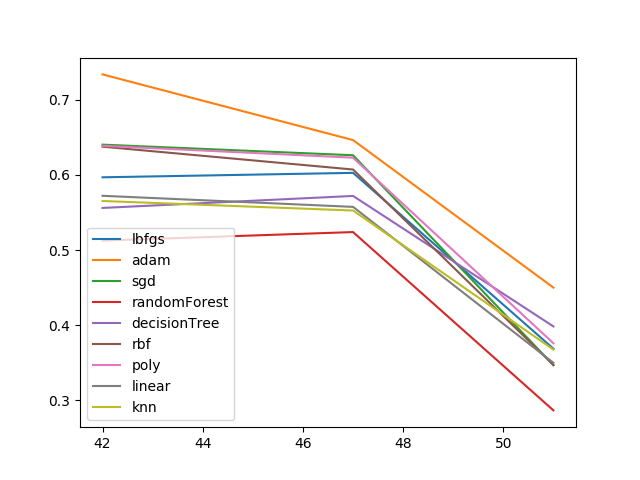 0.7
0.6
0.5
0.4
0.3
lbfgs
adam
sgd
randomForest
decisionTree
rbf
poly
linear
knn
42 44 46 48 50